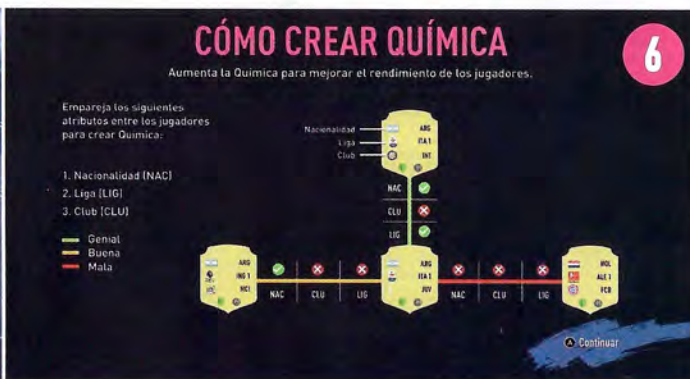 CÓMO CREAR QUÍMICA
6
Aumenta la Química para mejorar el rendimiento de los jugadores.
Empareja los siguientes
atributos entre los jugadores
para crear Química:
1. Nacionalidad (NAC)
2. Liga (LIG)
3. Club (CLU)
Genial
Buena
Mala
Nacionalidad
Liga
Club
ARG
ITA 1
INT
NAC
CLU
LIG
ARG
ING 1
MCI
NAC
CLU
LIG
ARG
ITA 1
JUV
NAC
CLU
LIG
HOL
ALE 1
FCB
A Continuar